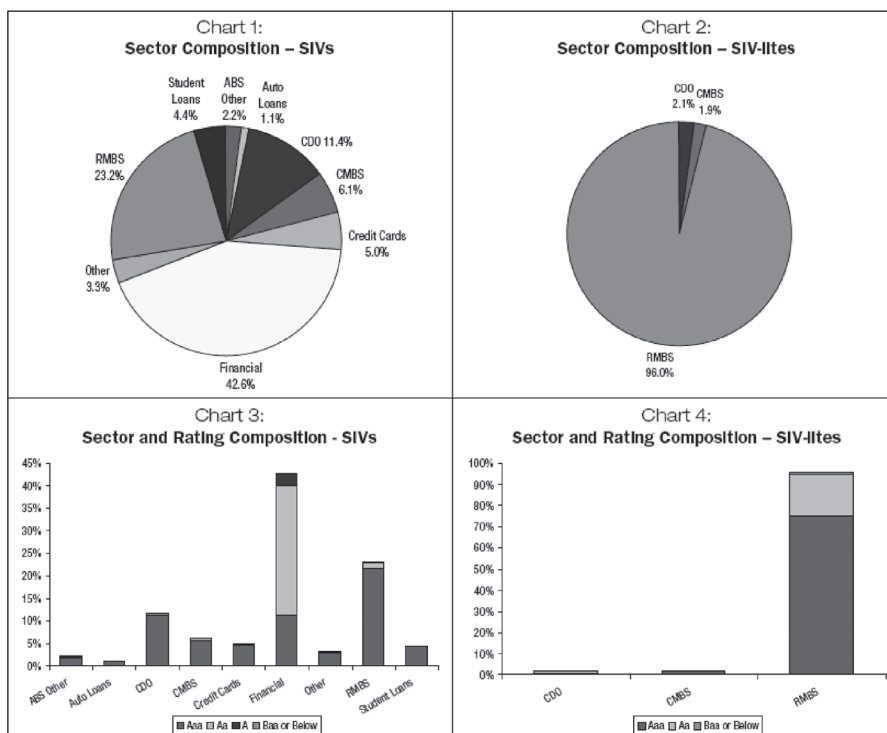 Chart 1:
Sector Composition – SIVs
Student
Loans
4.4%
ABS
Other
2.2%
Auto
Loans
1.1%
CDO 11.4%
CMBS
6.1%
Credit Cards
5.0%
Financial
42.6%
Other
3.3%
RMBS
23.2%
Chart 2:
Sector Composition – SIV-lites
CDO
2.1%
CMBS
1.9%
RMBS
96.0%
Chart 3:
Sector and Rating Composition - SIVs
45%
40%
35%
30%
25%
20%
15%
10%
5%
0%
ABS Other
Auto Loans
CDO
CMBS
Credit Cards
Financial
Other
RMBS
Student Loans
Aaa Aa A Baa or Below
Chart 4:
Sector and Rating Composition – SIV-lites
100%
90%
80%
70%
60%
50%
40%
30%
20%
10%
0%
CDO
CMBS
RMBS
Aaa Aa Baa or Below